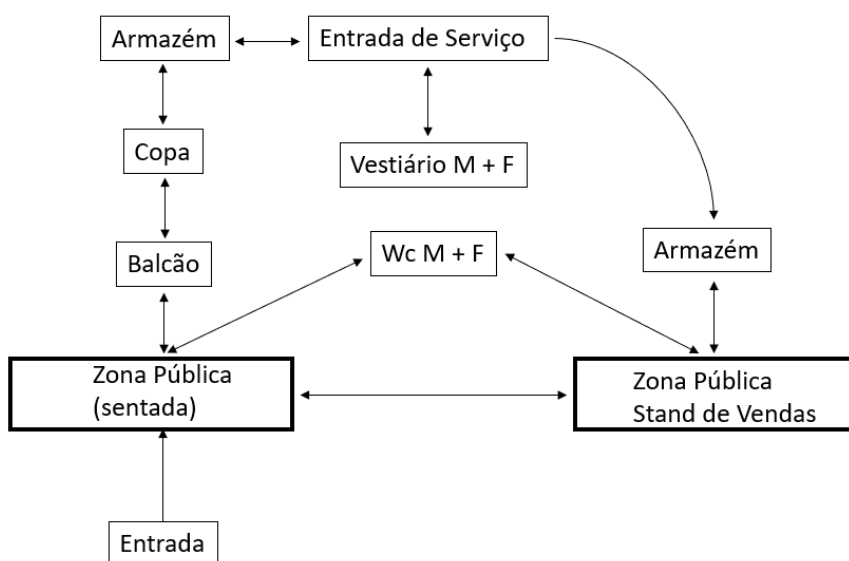 Armazém
Entrada de Serviço
Copa
Vestiário M + F
Balcão
Wc M + F
Armazém
Zona Pública
(sentada)
Zona Pública
Stand de Vendas
Entrada